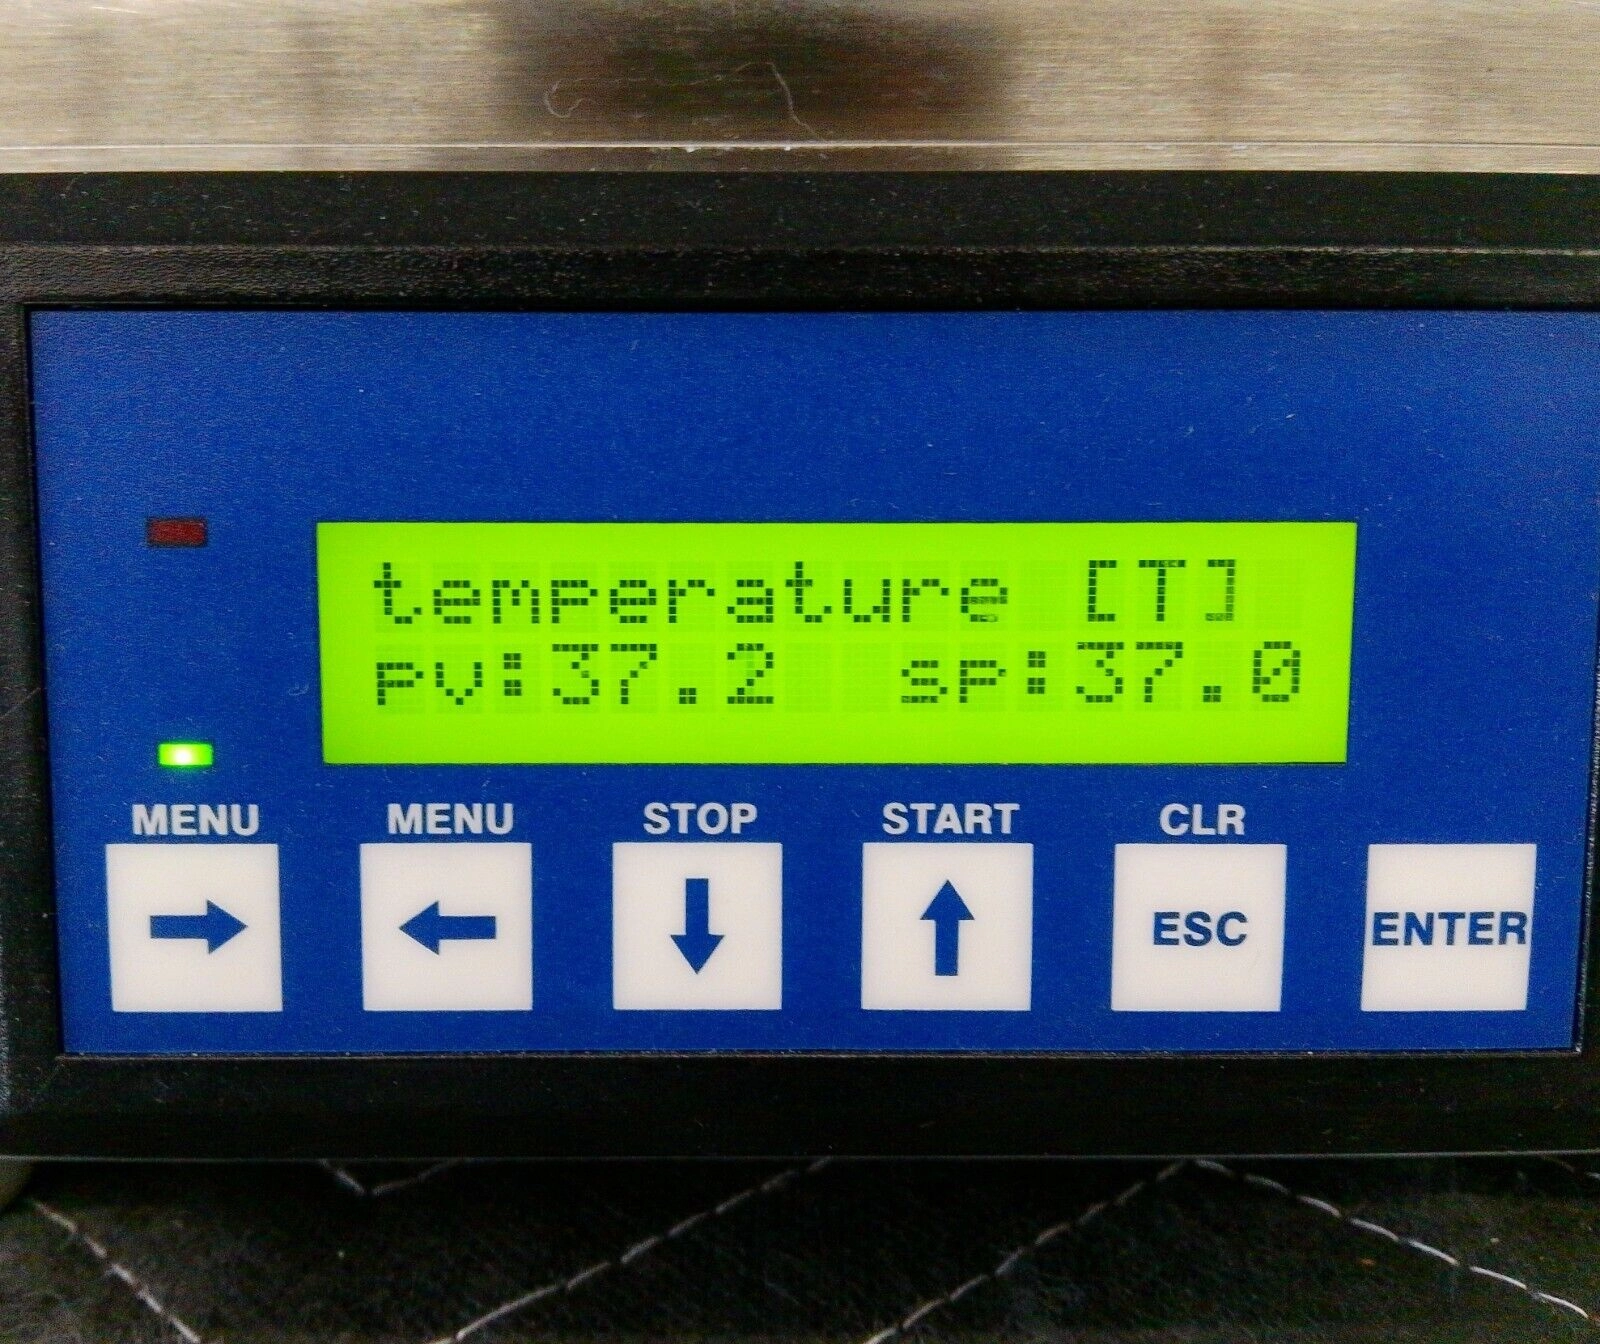 temperature [T]
pv:37.2 sp:37.0
MENU MENU STOP START CLR
ESC ENTER